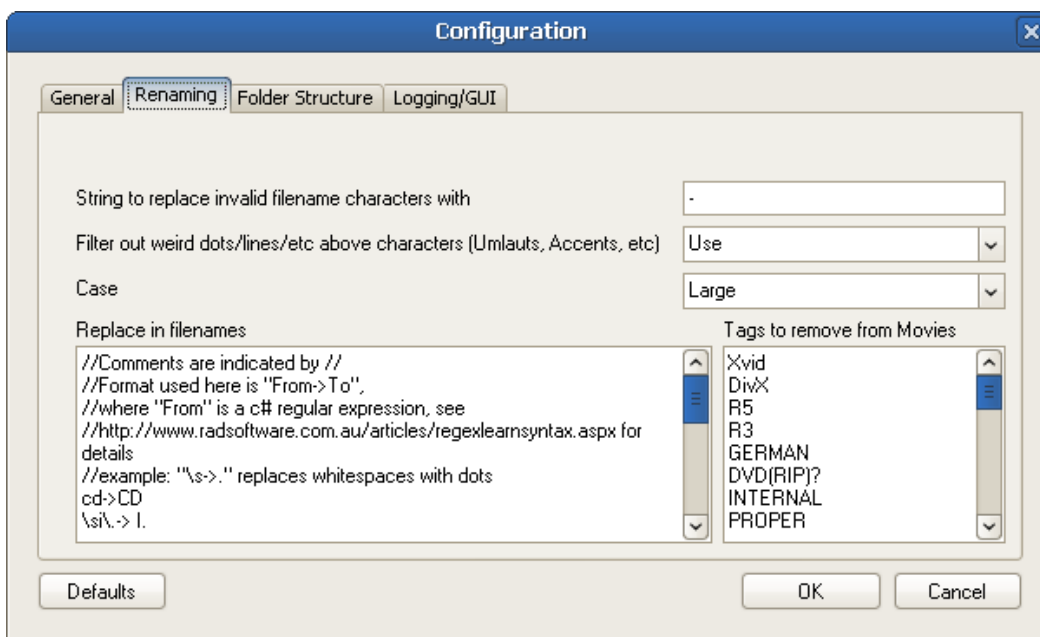 Configuration
General Renaming Folder Structure Logging/GUI
String to replace invalid filename characters with -
Filter out weird dots/lines/etc above characters (Umlauts, Accents, etc) Use
Case Large
Replace in filenames
//Comments are indicated by //
//Format used here is "From->To",
//where "From" is a c# regular expression, see
//http://www.radsoftware.com.au/articles/regexlearnsyntax.aspx for
details
//example: "\s->." replaces whitespaces with dots
cd->CD
\si\.-> I.
Tags to remove from Movies
Xvid
DivX
R5
R3
GERMAN
DVD(RIP)?
INTERNAL
PROPER
Defaults OK Cancel